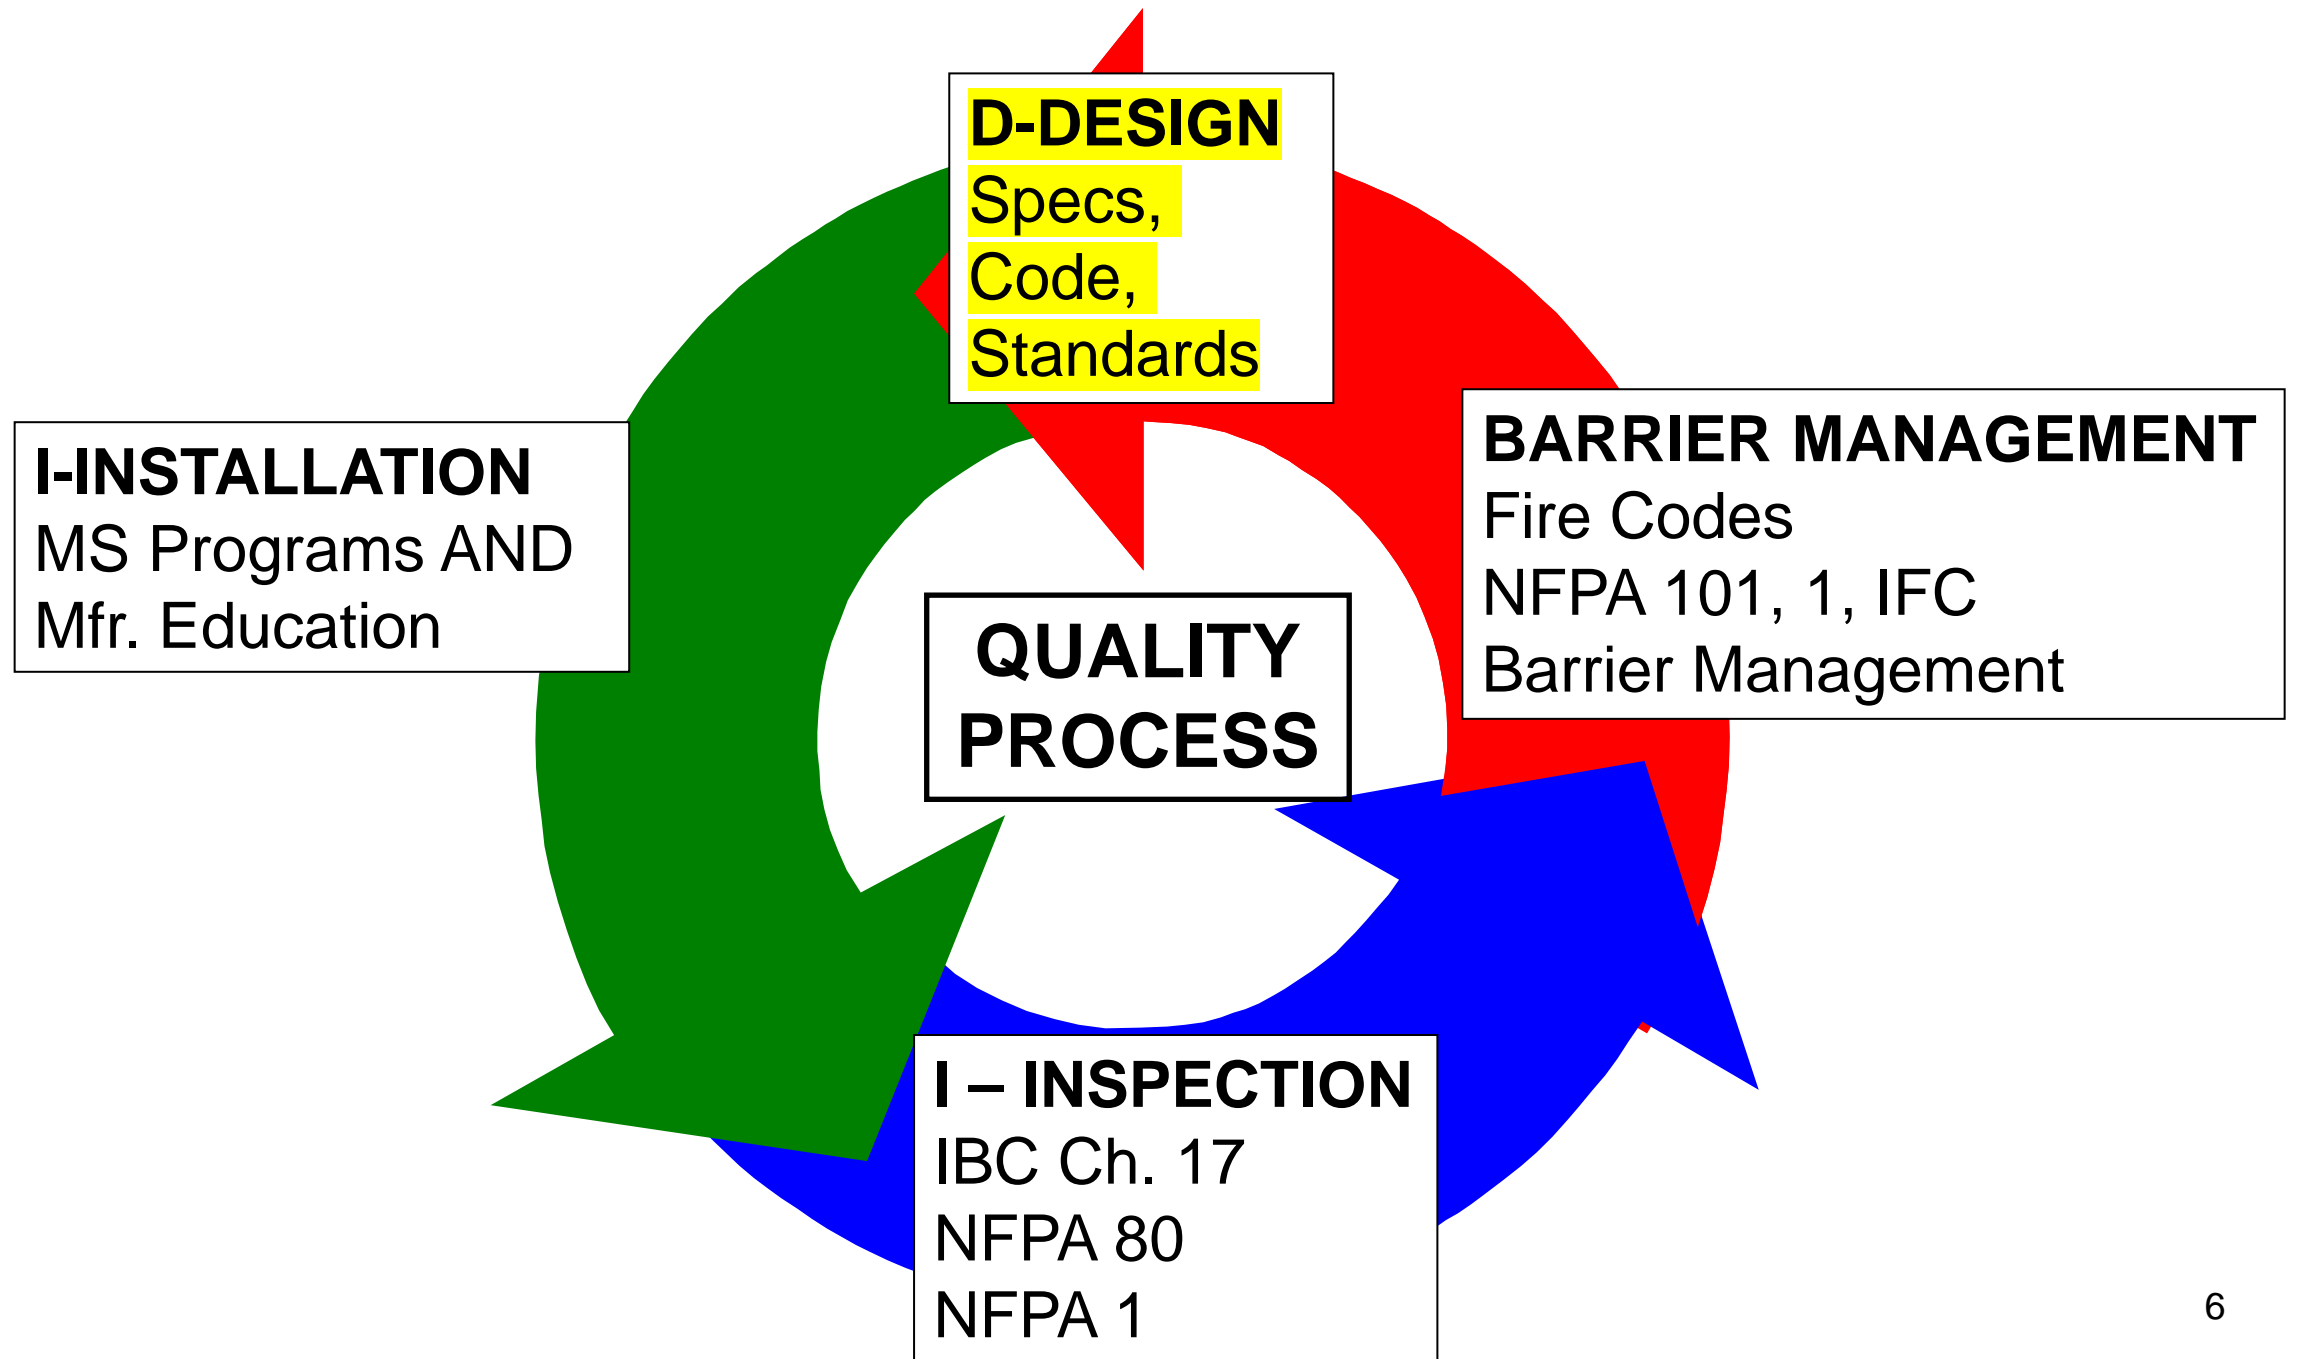 D-DESIGN
Specs,
Code,
Standards
I-INSTALLATION
MS Programs AND
Mfr. Education
BARRIER MANAGEMENT
Fire Codes
NFPA 101, 1, IFC
Barrier Management
QUALITY
PROCESS
I – INSPECTION
IBC Ch. 17
NFPA 80
NFPA 1
6